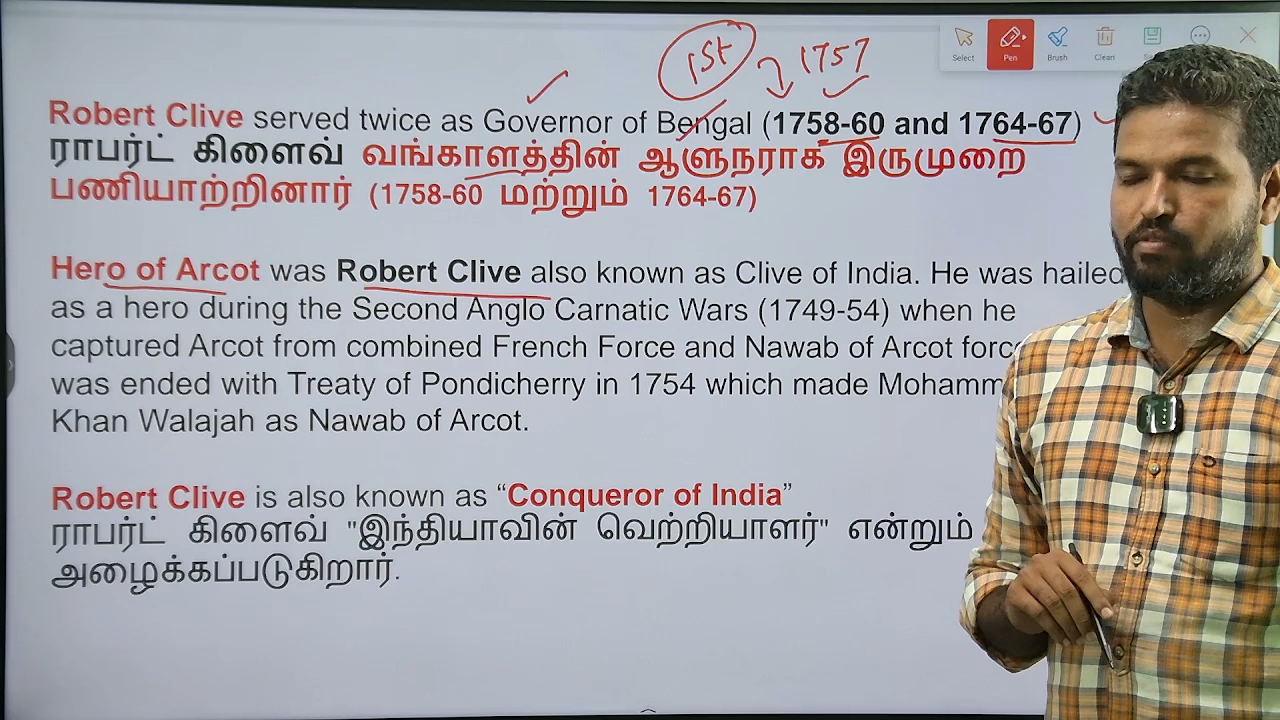 1st 1757
Select Pen Brush Clean
Robert Clive served twice as Governor of Bengal (1758-60 and 1764-67)
ராபர்ட் கிளைவ் வங்காளத்தின் ஆளுநராக இருமுறை
பணியாற்றினார் (1758-60 மற்றும் 1764-67)
Hero of Arcot was Robert Clive also known as Clive of India. He was hailed
as a hero during the Second Anglo Carnatic Wars (1749-54) when he
captured Arcot from combined French Force and Nawab of Arcot
was ended with Treaty of Pondicherry in 1754 which made
Khan Walajah as Nawab of Arcot.
Robert Clive is also known as “Conqueror of India”
ராபர்ட் கிளைவ் "இந்தியாவின் வெற்றியாளர்" என்றும்
அழைக்கப்படுகிறார்.